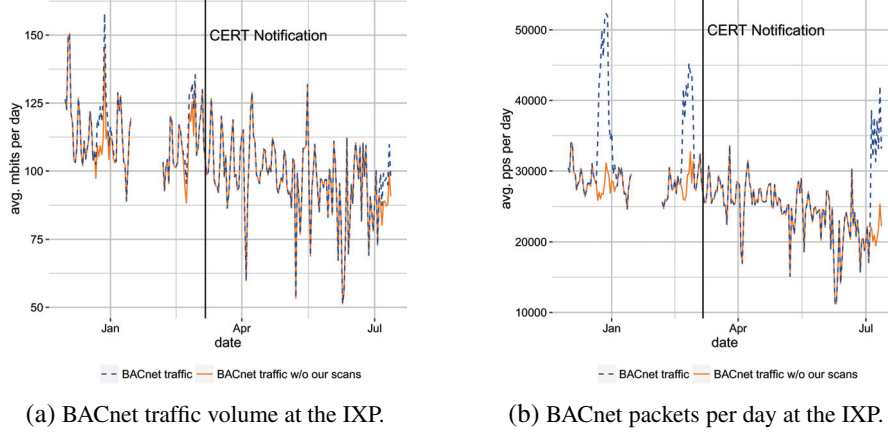 150
125
100
75
50
avg. mbits per day
CERT Notification
Jan
Apr
Jul
date
BACnet traffic
BACnet traffic w/o our scans
(a) BACnet traffic volume at the IXP.
50000
40000
30000
20000
10000
avg. pps per day
CERT Notification
Jan
Apr
Jul
date
BACnet traffic
BACnet traffic w/o our scans
(b) BACnet packets per day at the IXP.